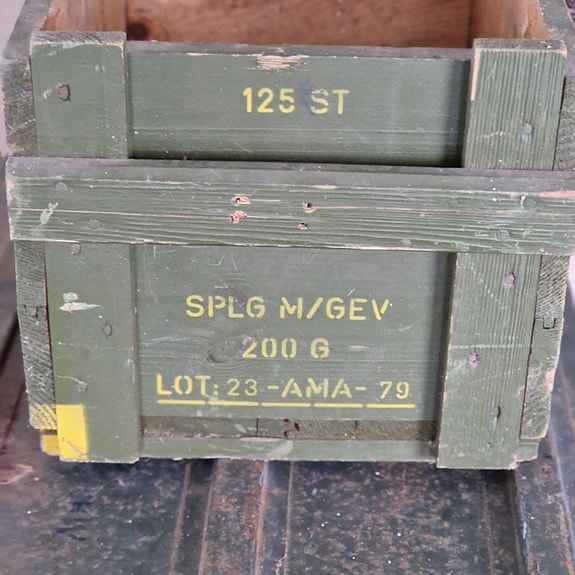 125 ST
SPLG M/GEV
200 G
LOT: 23-AMA-79